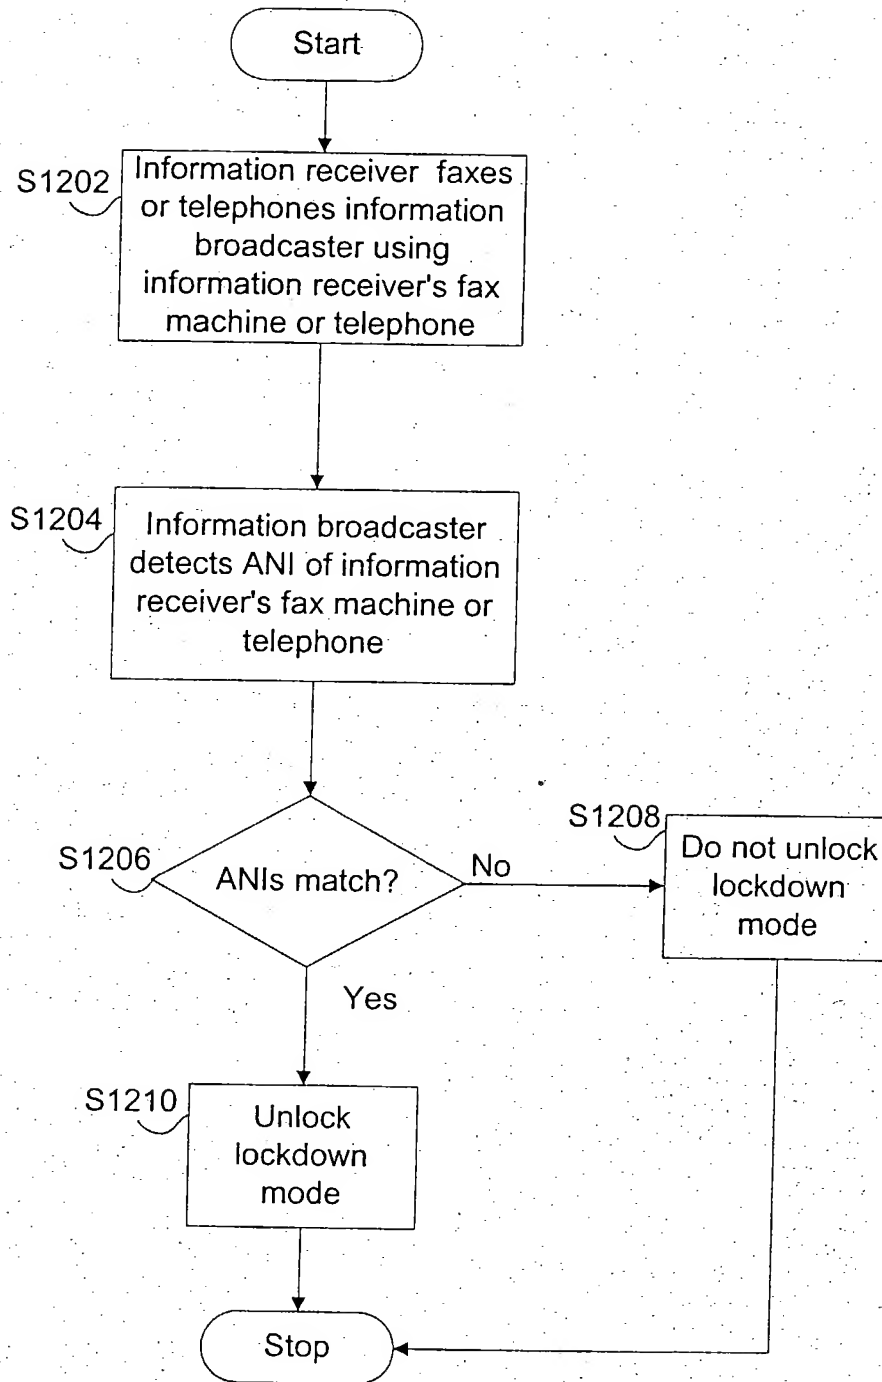 Start
S1202
Information receiver faxes
or telephones information
broadcaster using
information receiver's fax
machine or telephone
S1204
Information broadcaster
detects ANI of information
receiver's fax machine or
telephone
S1206
ANIs match?
No
S1208
Do not unlock
lockdown
mode
Yes
S1210
Unlock
lockdown
mode
Stop